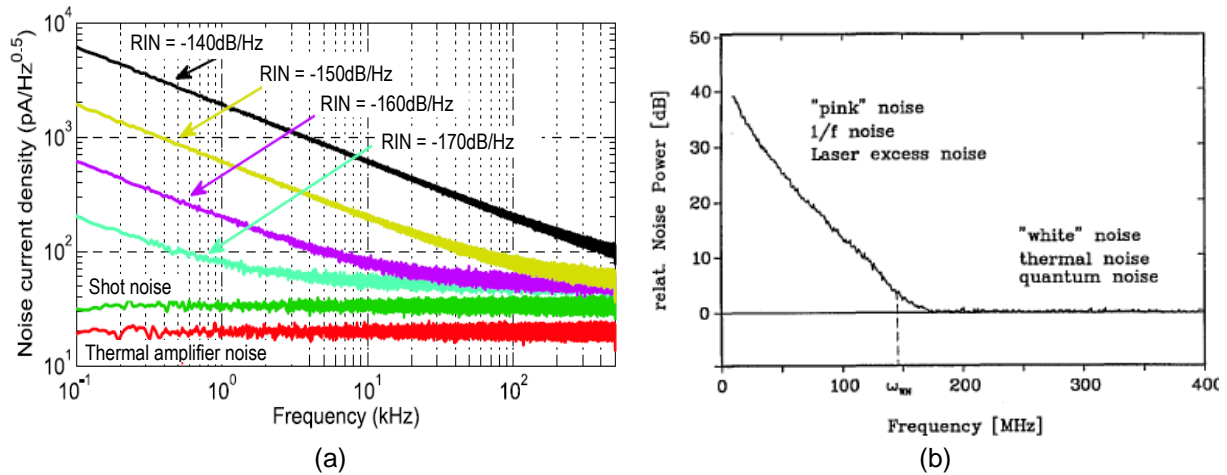 10^4
10^3
10^2
10^1
Noise current density (pA/Hz^0.5)
RIN = -140dB/Hz
RIN = -150dB/Hz
RIN = -160dB/Hz
RIN = -170dB/Hz
Shot noise
Thermal amplifier noise
10^-1
10^0
10^1
10^2
Frequency (kHz)
(a)
50
40
30
20
10
0
relat. Noise Power [dB]
"pink" noise
1/f noise
Laser excess noise
"white" noise
thermal noise
quantum noise
0
100
ω_WN
200
300
400
Frequency [MHz]
(b)